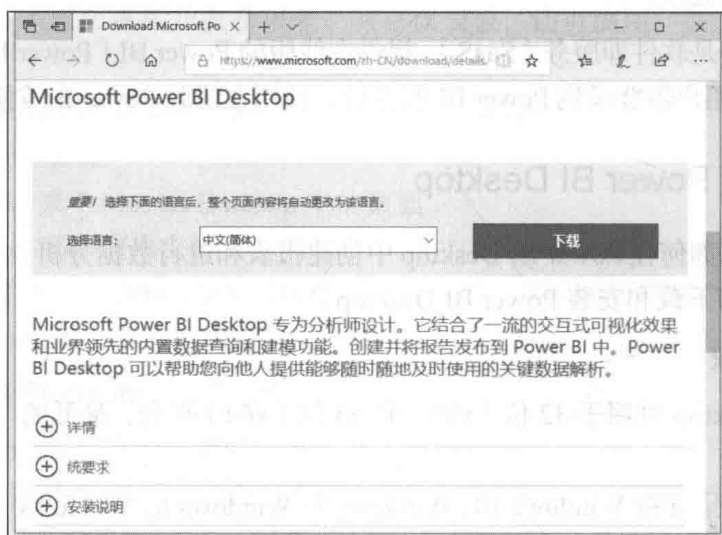 Download Microsoft Po
https://www.microsoft.com/zh-CN/download/details.
Microsoft Power BI Desktop
重要! 选择下面的语言后,整个页面内容将自动更改为该语言。
选择语言:
中文(简体)
下载
Microsoft Power BI Desktop 专为分析师设计。它结合了一流的交互式可视化效果
和业界领先的内置数据查询和建模功能。创建并将报告发布到 Power BI 中。Power
BI Desktop 可以帮助您向他人提供能够随时随地及时使用的关键数据解析。
详情
统要求
安装说明